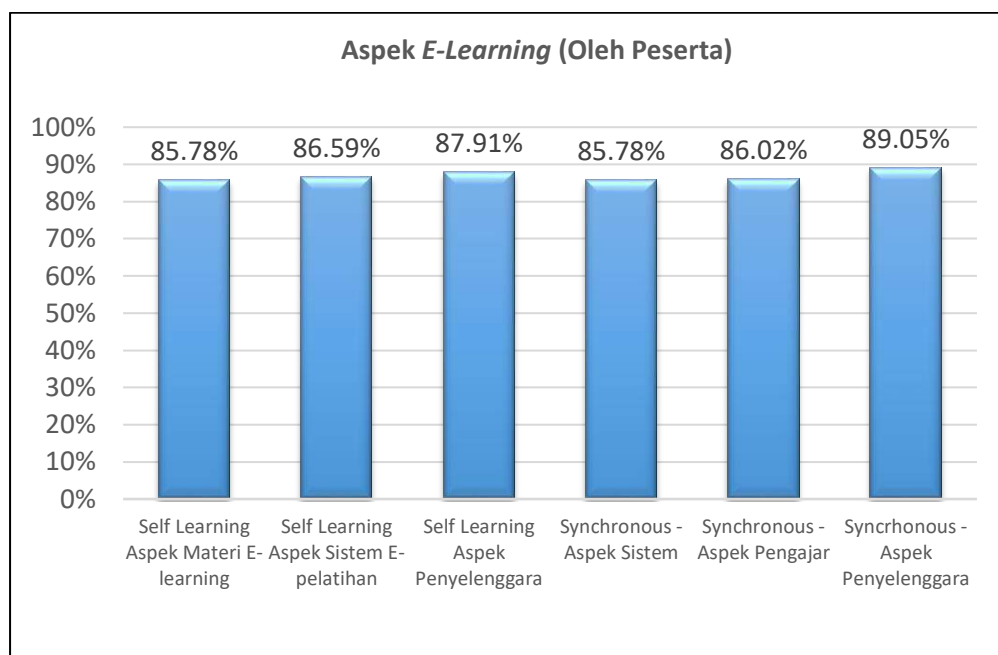 Aspek E-Learning (Oleh Peserta)
100%
90%
80%
70%
60%
50%
40%
30%
20%
10%
0%
85.78%
86.59%
87.91%
85.78%
86.02%
89.05%
Self Learning
Aspek Materi E-
learning
Self Learning
Aspek Sistem E-
pelatihan
Self Learning
Aspek
Penyelenggara
Synchronous -
Aspek Sistem
Synchronous -
Aspek Pengajar
Syncrhonous -
Aspek
Penyelenggara